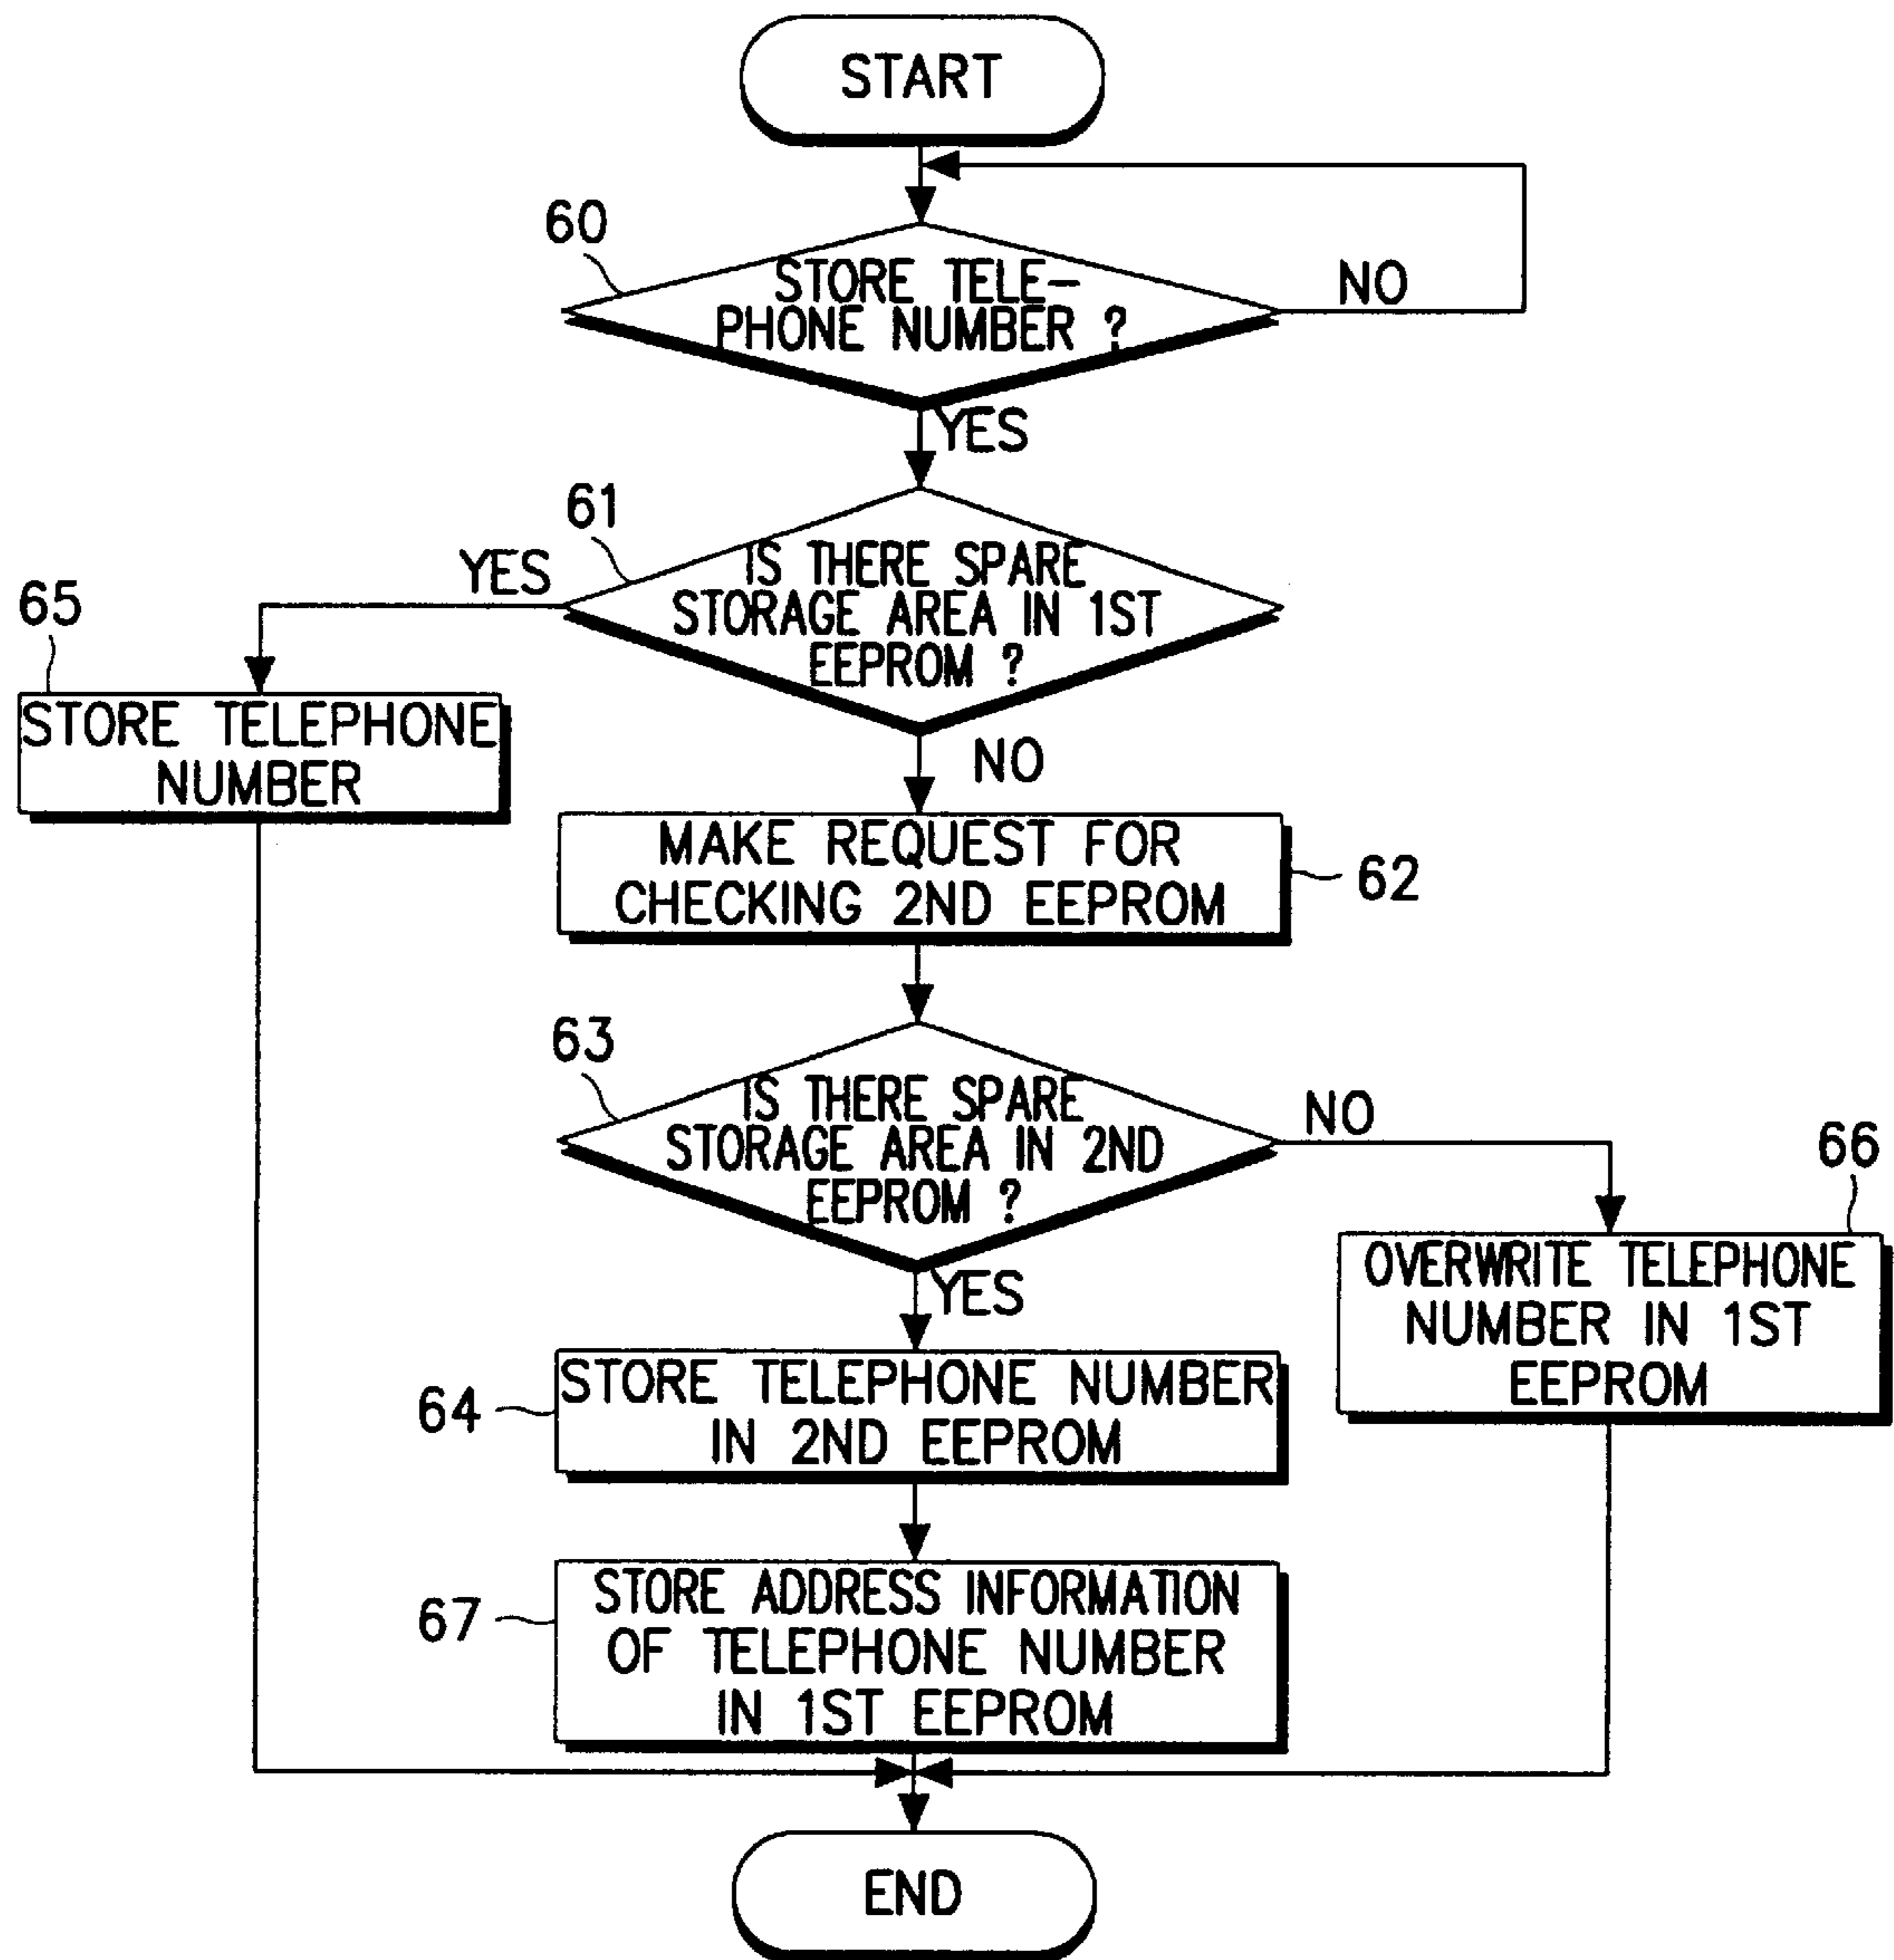 START
60
STORE TELE-
PHONE NUMBER ?
NO
YES
61
IS THERE SPARE
STORAGE AREA IN 1ST
EEPROM ?
YES
65
STORE TELEPHONE
NUMBER
NO
MAKE REQUEST FOR
CHECKING 2ND EEPROM
62
63
IS THERE SPARE
STORAGE AREA IN 2ND
EEPROM ?
NO
66
OVERWRITE TELEPHONE
NUMBER IN 1ST
EEPROM
YES
64
STORE TELEPHONE NUMBER
IN 2ND EEPROM
67
STORE ADDRESS INFORMATION
OF TELEPHONE NUMBER
IN 1ST EEPROM
END